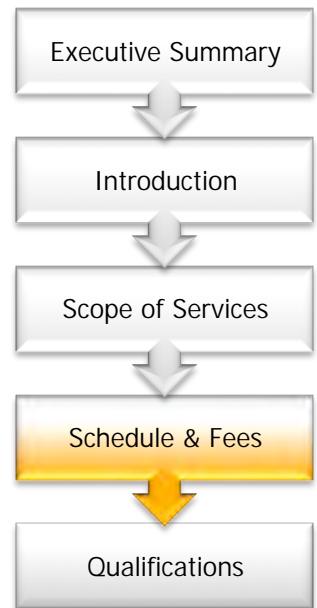 Executive Summary
Introduction
Scope of Services
Schedule & Fees
Qualifications